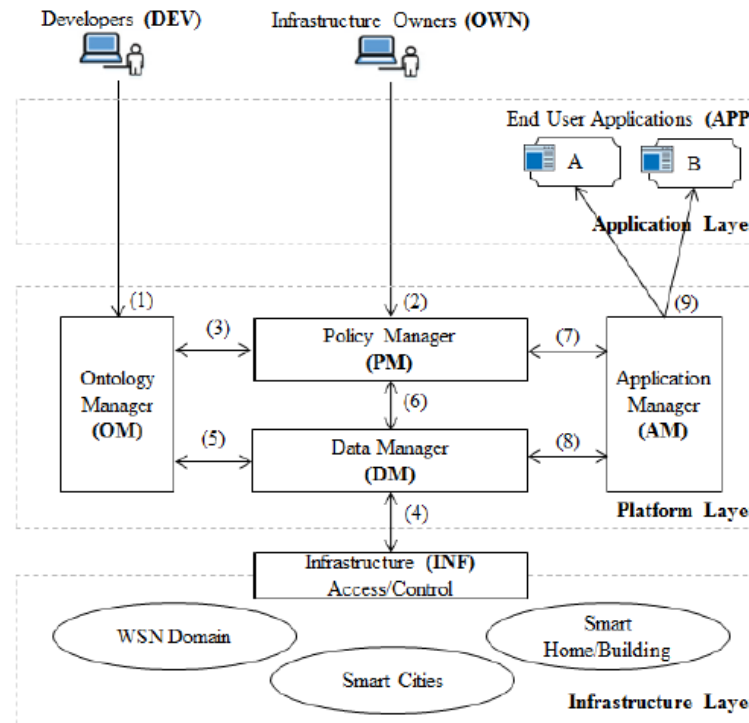 Developers (DEV)
Infrastructure Owners (OWN)
End User Applications (APP
A
B
Application Laye
(1)
(2)
(9)
(3)
Policy Manager
(PM)
(7)
Ontology
Manager
(OM)
(6)
Application
Manager
(AM)
(5)
Data Manager
(DM)
(8)
(4)
Platform Laye
Infrastructure (INF)
Access/Control
WSN Domain
Smart
Home/Building
Smart Cities
Infrastructure Laye